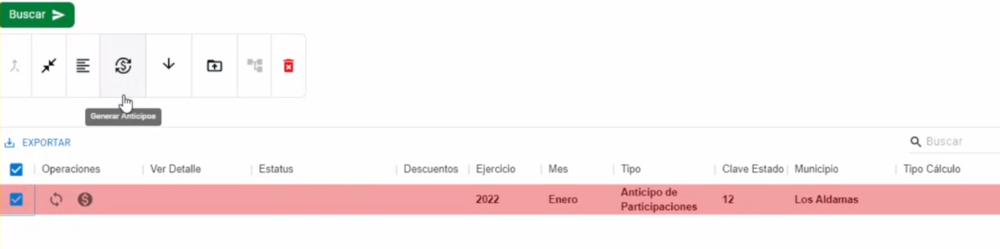 Buscar
Generar Anticipos
EXPORTAR
Buscar
Operaciones Ver Detalle Estatus Descuentos Ejercicio Mes Tipo Clave Estado Municipio Tipo Cálculo
2022 Enero Anticipo de Participaciones 12 Los Aldamas